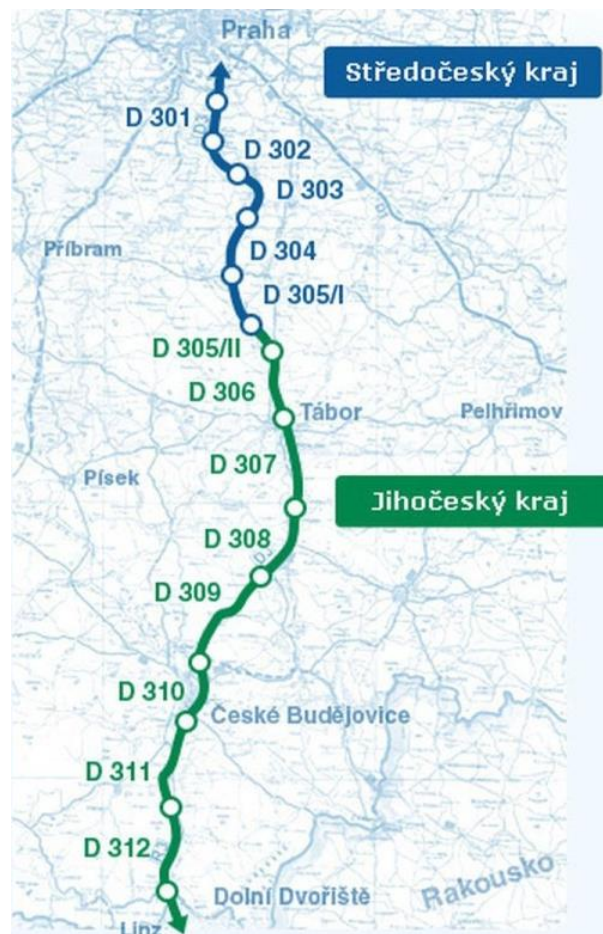 Praha
Středočeský kraj
D 301
D 302
D 303
Příbram
D 304
D 305/I
D 305/II
D 306
Tábor
Pelhřimov
D 307
Písek
Jihočeský kraj
D 308
D 309
D 310
České Budějovice
D 311
D 312
Dolní Dvořiště
Rakousko
Linz